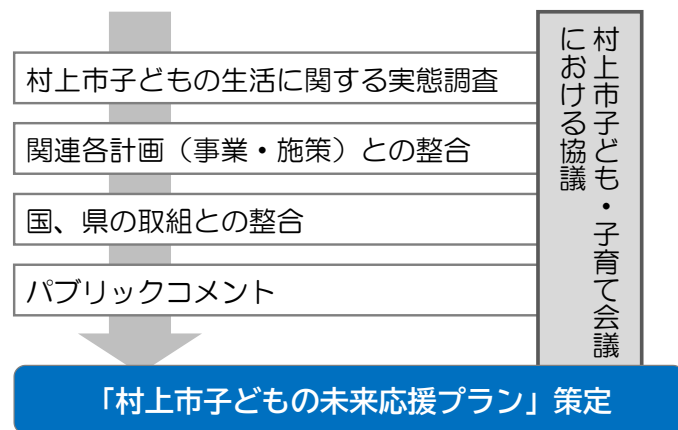 村上市子どもの生活に関する実態調査
関連各計画（事業・施策）との整合
国、県の取組との整合
パブリックコメント
村上市子ども・子育て会議
における協議
「村上市子どもの未来応援プラン」策定